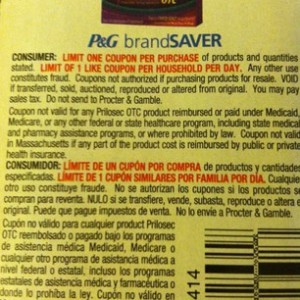 OTC
P&G brandSAVER
CONSUMER: LIMIT ONE COUPON PER PURCHASE of products and quantities
stated. LIMIT OF 1 LIKE COUPON PER HOUSEHOLD PER DAY. Any other use
constitutes fraud. Coupons not authorized if purchasing products for resale. VOID
if transferred, sold, auctioned, reproduced or altered from original. You may pay
sales tax. Do not send to Procter & Gamble.
Coupon not valid for any Prilosec OTC product reimbursed or paid under Medicaid,
Medicare, or any other federal or state healthcare program, including state medical
and pharmacy assistance programs, or where prohibited by law. Coupon not valid
in Massachusetts if any part of the product cost is reimbursed by public or private
health insurance.
CONSUMIDOR: LÍMITE DE UN CUPÓN POR COMPRA de productos y cantidades
especificadas. LÍMITE DE 1 CUPÓN SIMILARES POR FAMILIA POR DÍA. Cualquier
otro uso constituye fraude. No se autorizan los cupones si los productos se
compran para reventa. NULO si se transfiere, vende, subasta, reproduce o altera
original. Puede que pague impuestos de venta. No lo envíe a Procter & Gamble.
Cupón no válido para cualquier product Prilosec
OTC reembolsado o pagado bajo los programas
de asistencia médica Medicaid, Medicare o
cualquier otro programa de asistencia médica a
nivel federal o estatal, incluso los programas
estatales de asistencia médica y farmacéutica o
donde lo prohiba la ley. Cupón no válido en
414